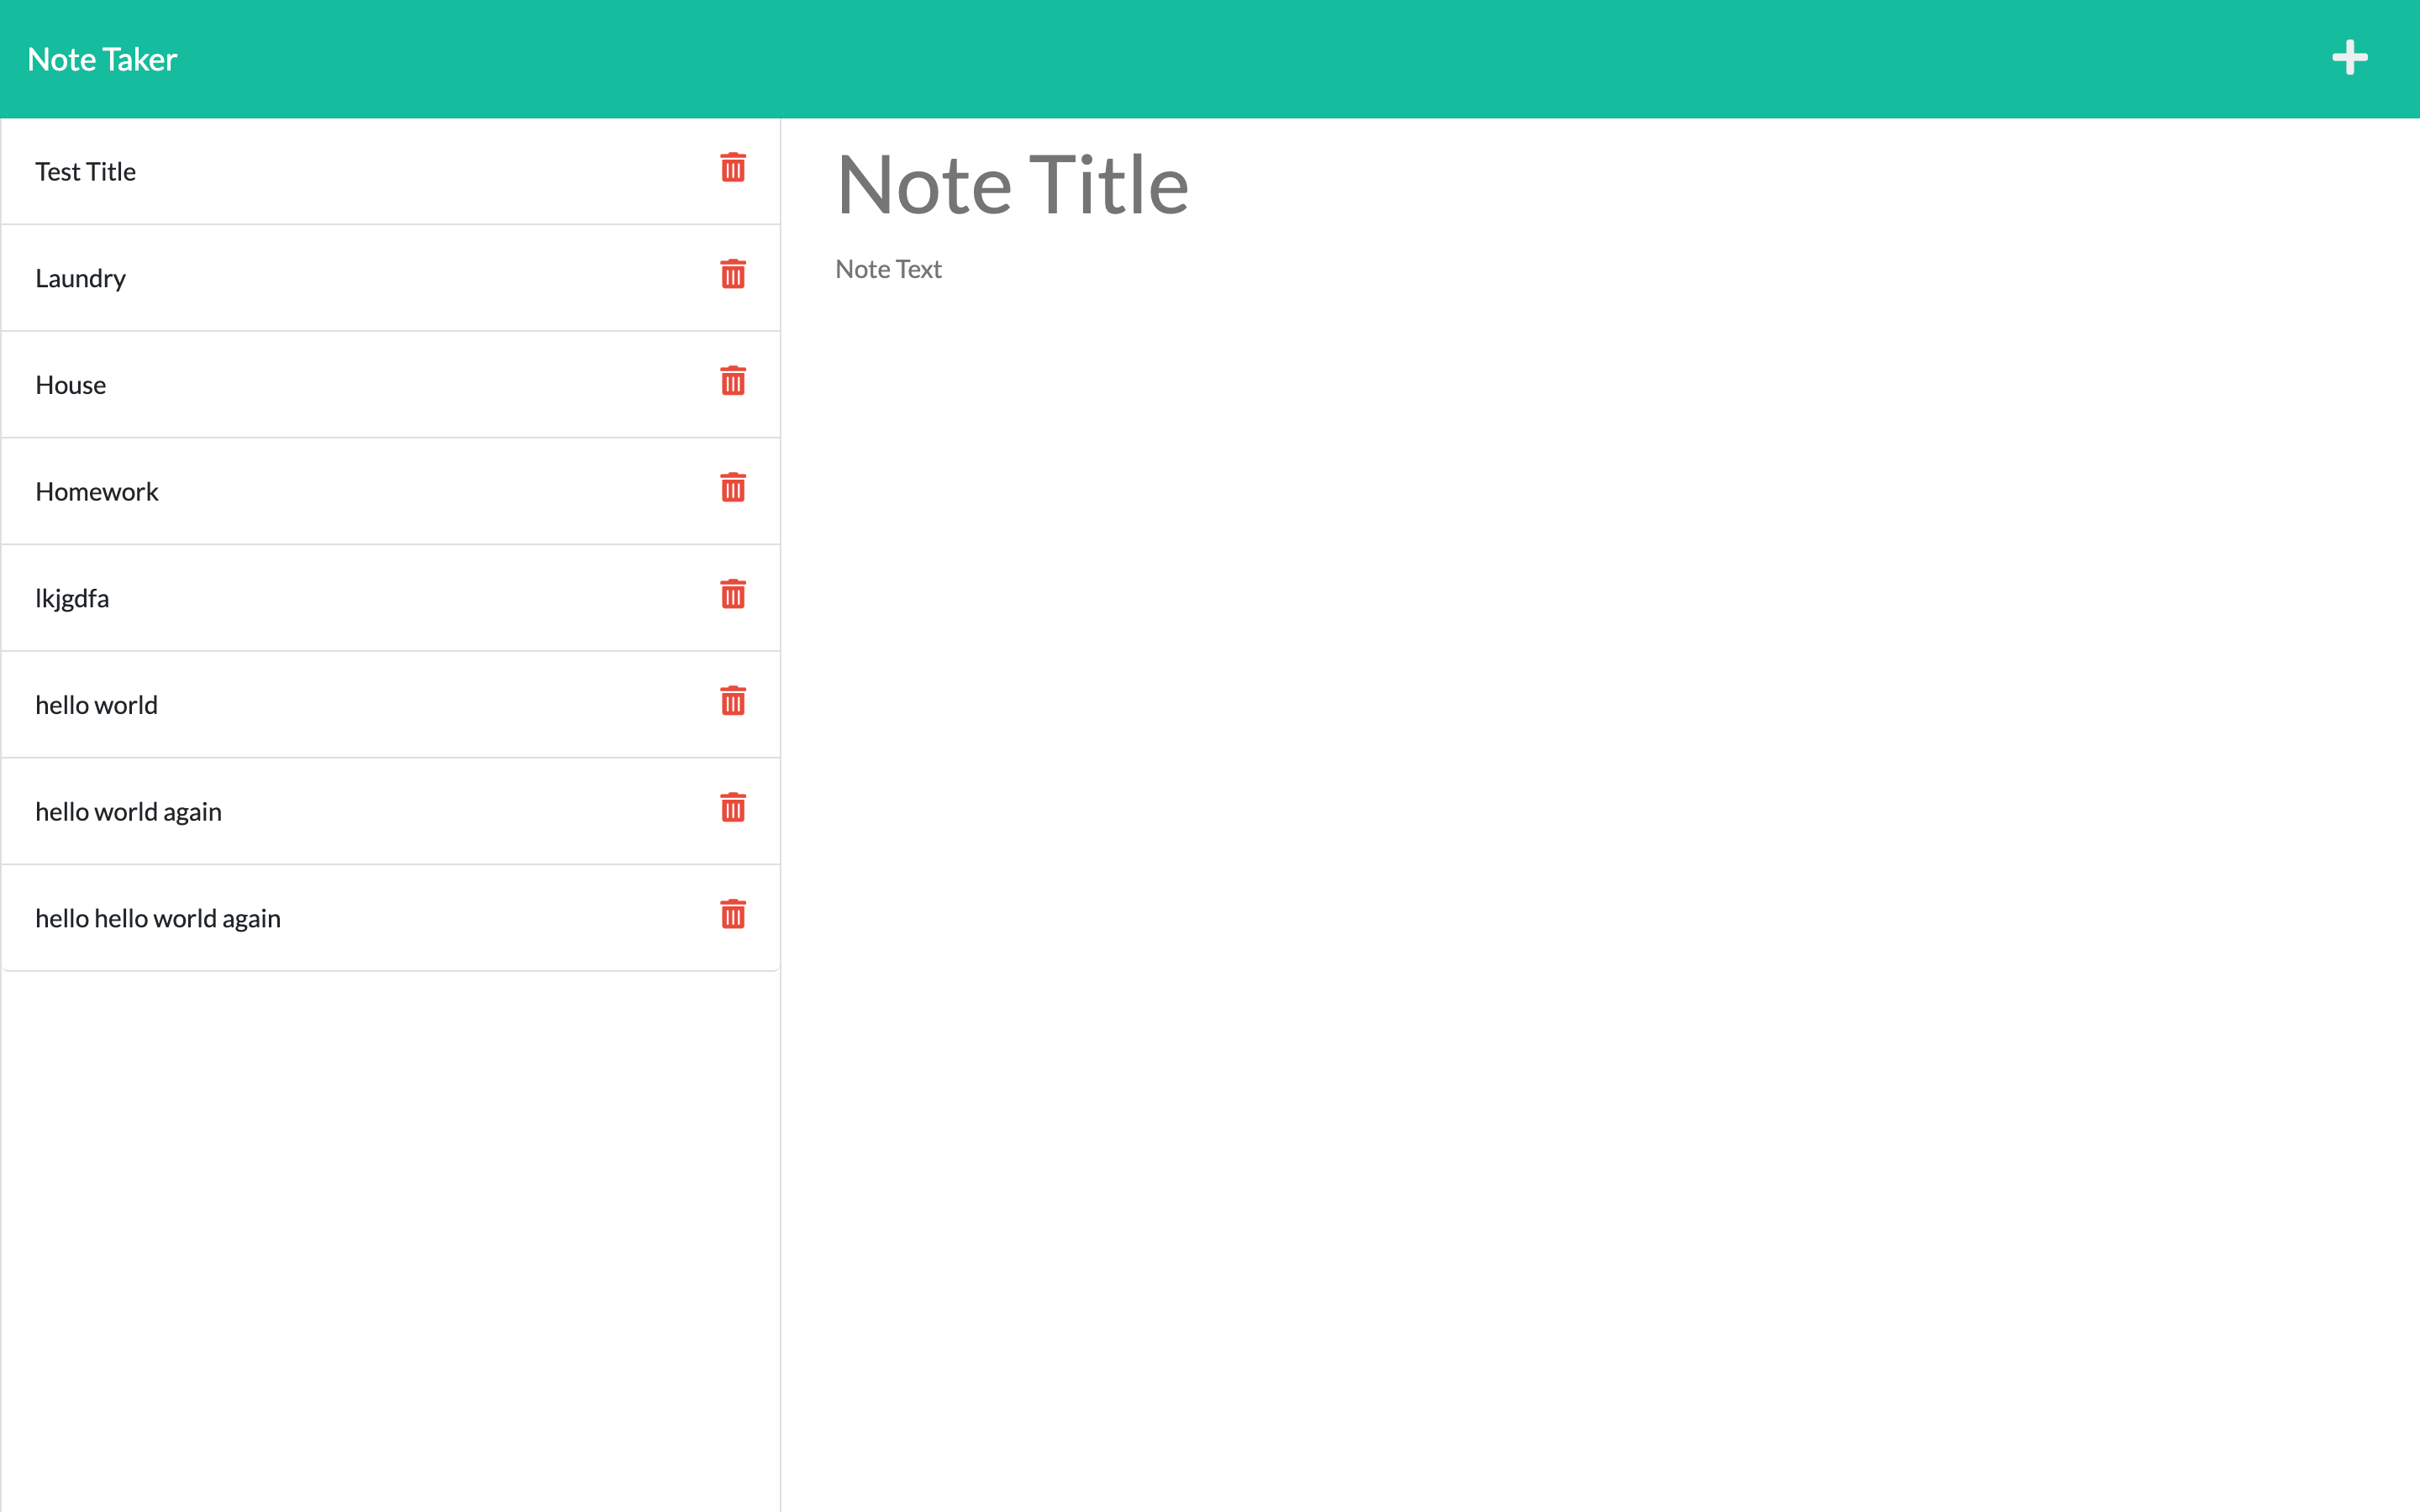 Note Taker
Test Title
Laundry
House
Homework
lkjgdfa
hello world
hello world again
hello hello world again
Note Title
Note Text